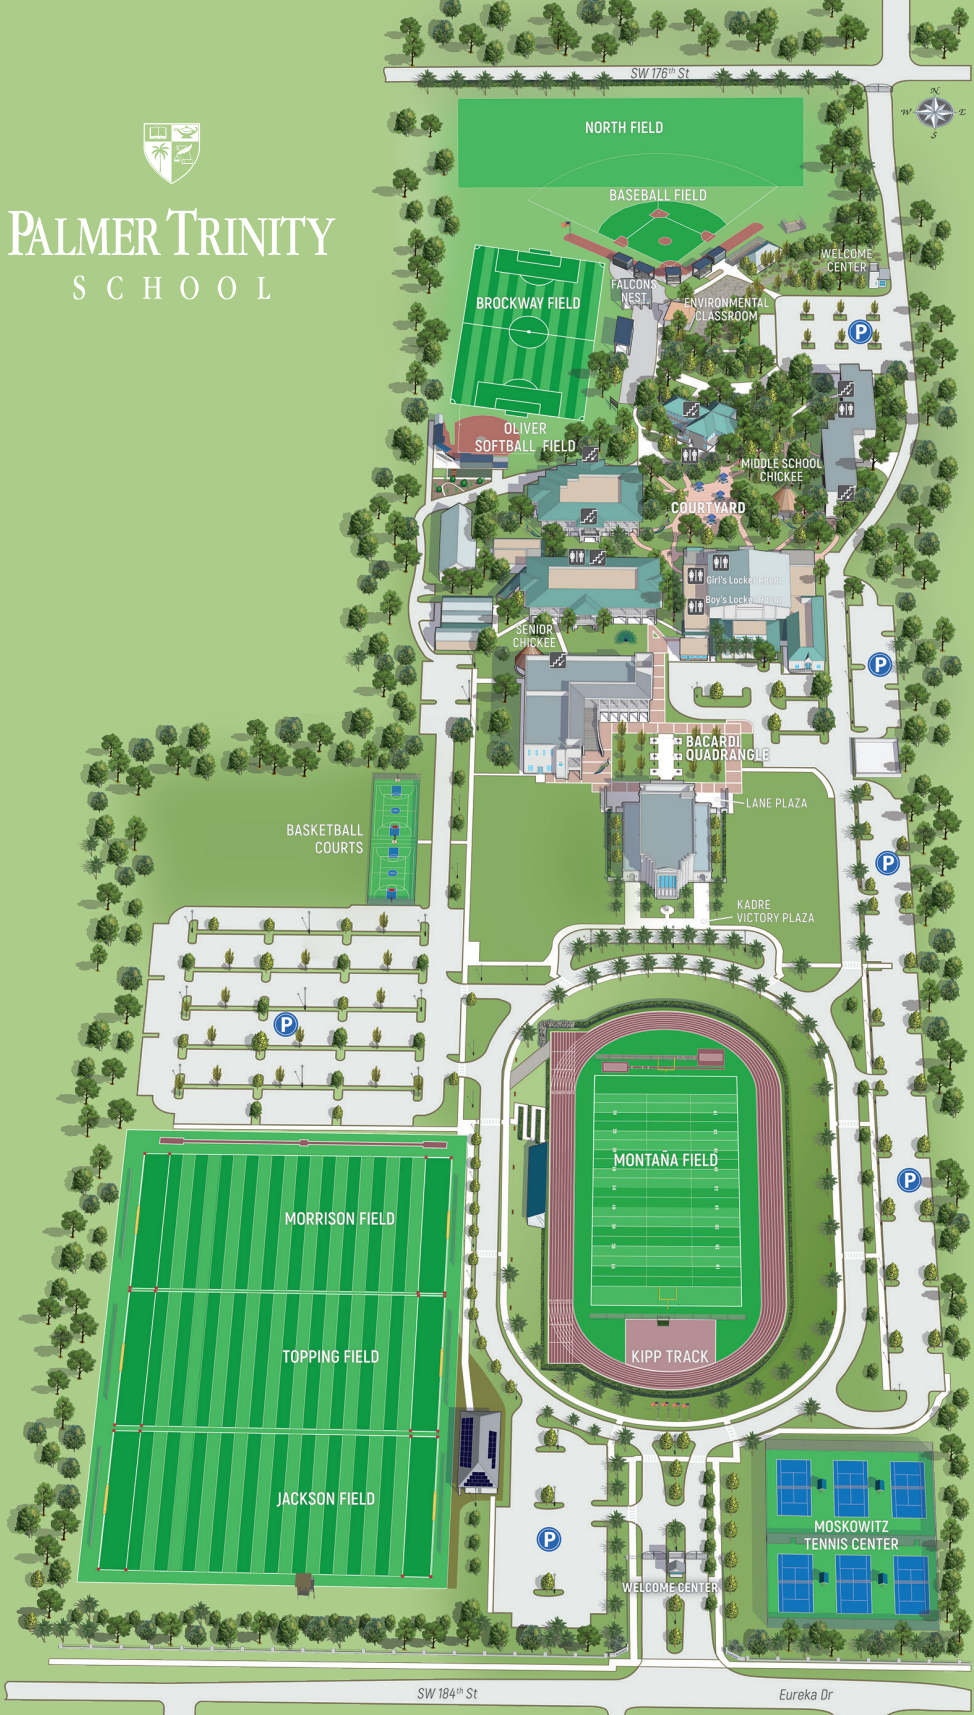 SW 176th St
N
W E
S
NORTH FIELD
PALMER TRINITY
SCHOOL
BASEBALL FIELD
WELCOME
CENTER
FALCONS
NEST
ENVIRONMENTAL
CLASSROOM
BROCKWAY FIELD
P
OLIVER
SOFTBALL FIELD
MIDDLE SCHOOL
CHICKEE
COURTYARD
Girl's Locker Room
Boy's Locker Room
SENIOR
CHICKEE
P
BACARDI
QUADRANGLE
LANE PLAZA
BASKETBALL
COURTS
P
KADRE
VICTORY PLAZA
P
MONTAÑA FIELD
P
MORRISON FIELD
TOPPING FIELD
KIPP TRACK
JACKSON FIELD
P
MOSKOWITZ
TENNIS CENTER
WELCOME CENTER
SW 184th St
Eureka Dr